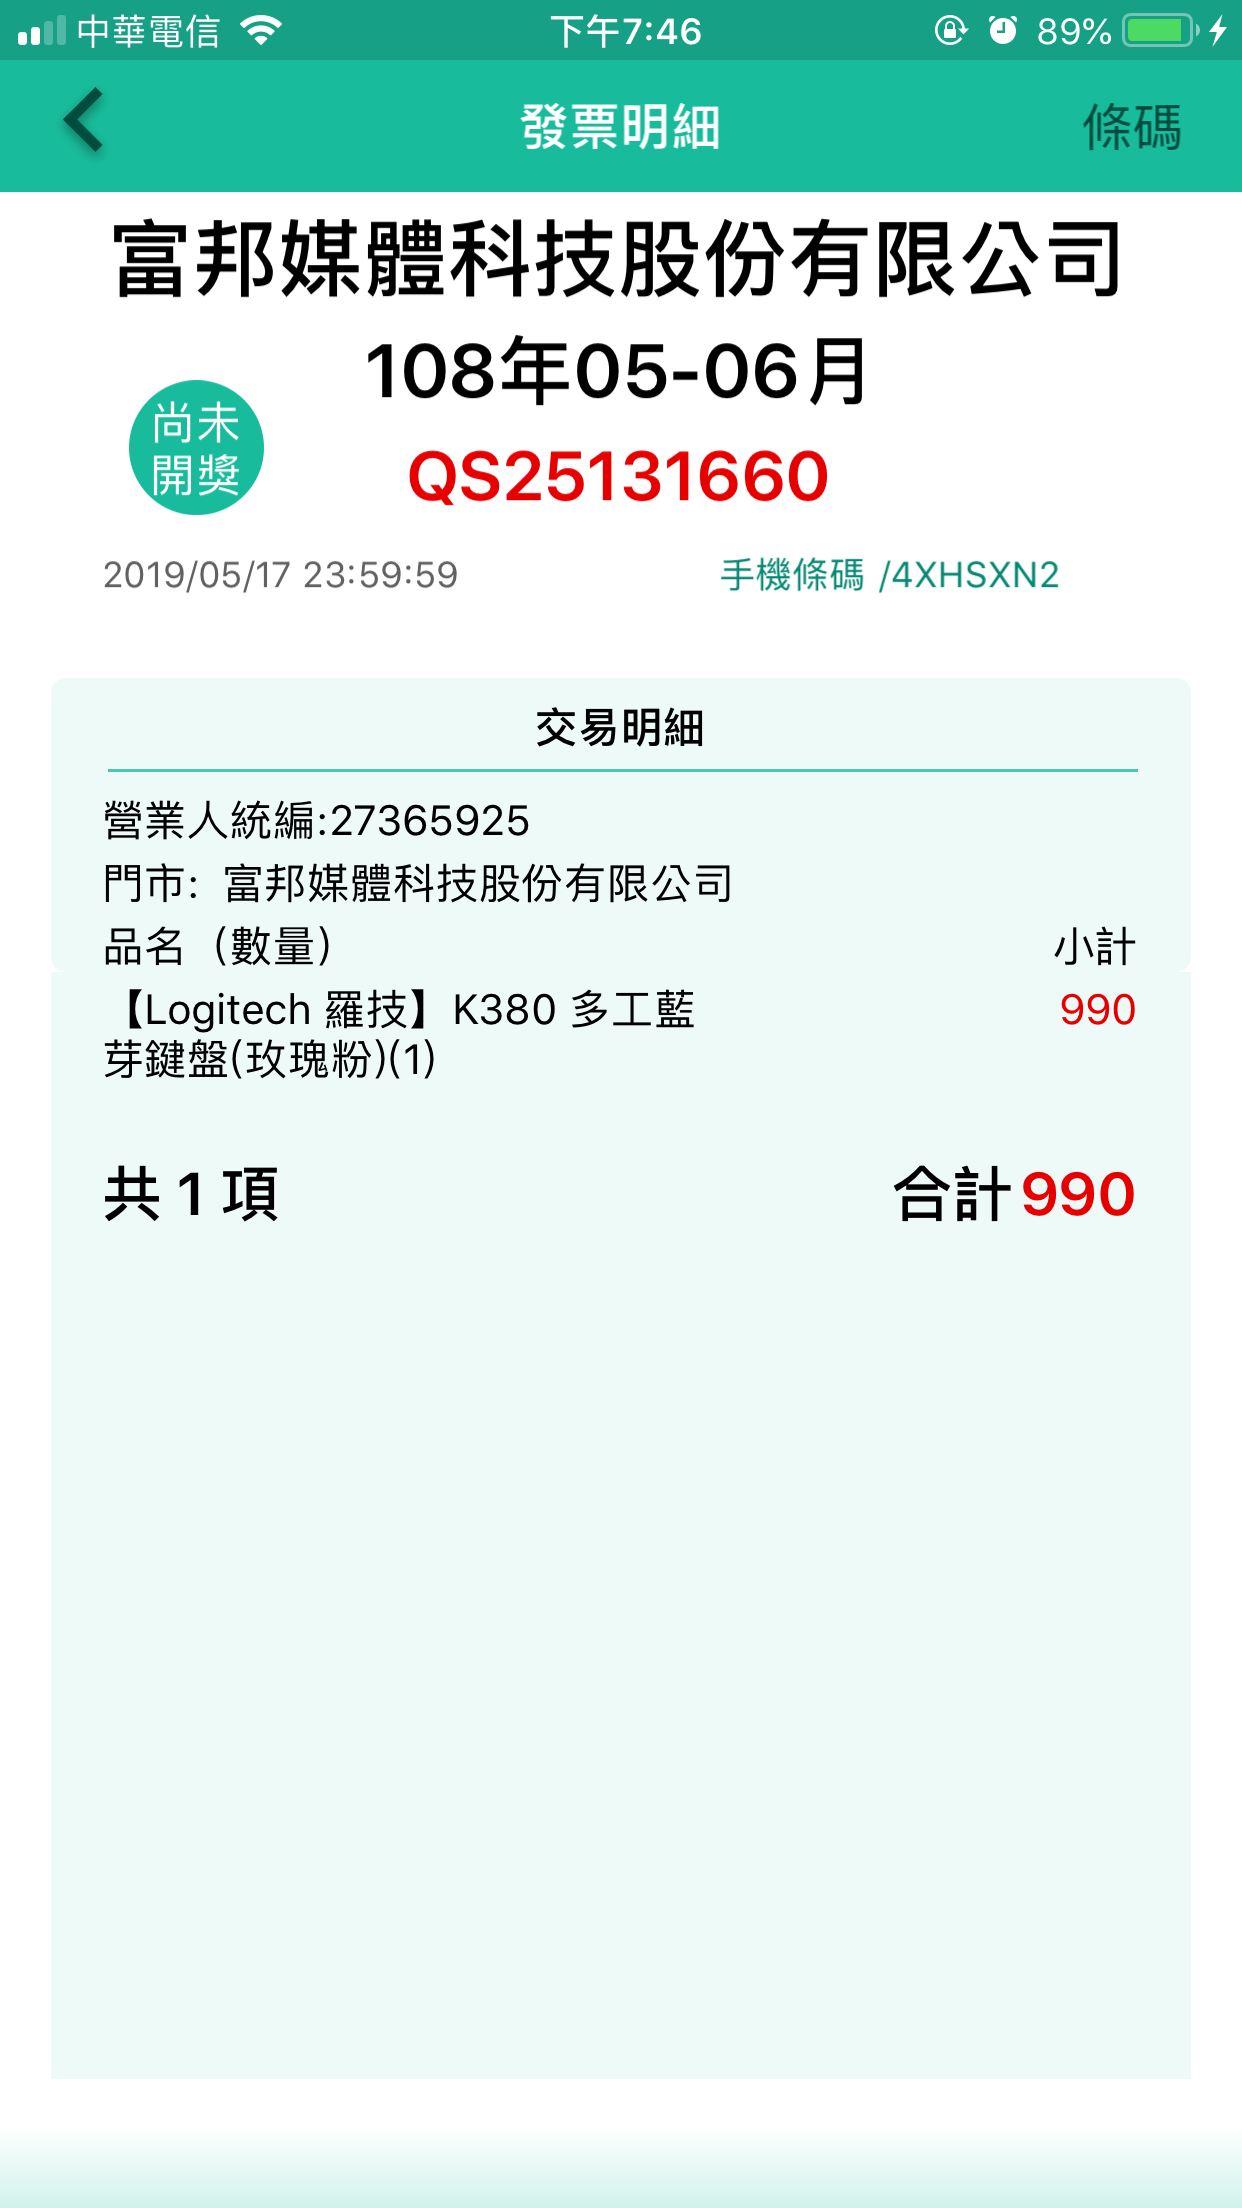 中華電信
下午7:46
89%
發票明細
條碼
富邦媒體科技股份有限公司
108年05-06月
尚未
開獎
QS25131660
2019/05/17 23:59:59
手機條碼 /4XHSXN2
交易明細
營業人統編:27365925
門市: 富邦媒體科技股份有限公司
品名（數量） 小計
【Logitech 羅技】K380 多工藍 990
芽鍵盤(玫瑰粉)(1)
共 1 項 合計 990